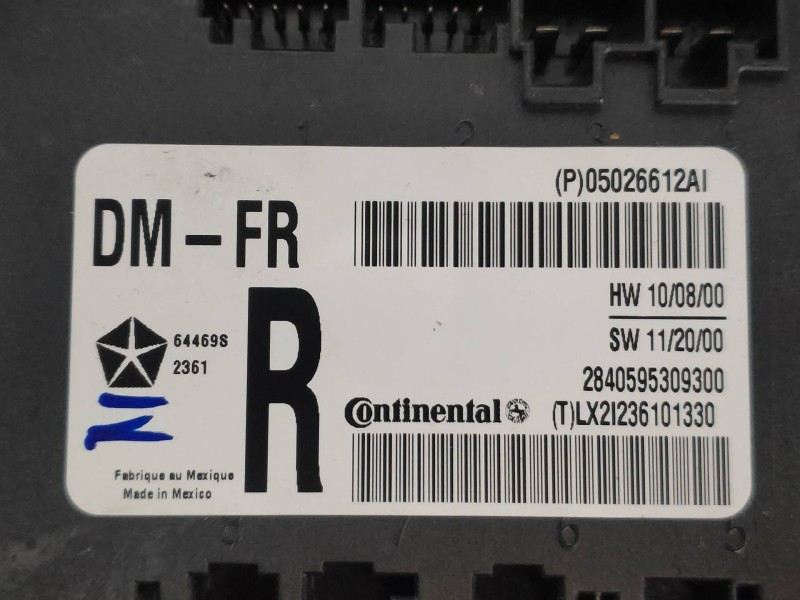 (P)05026612AI
DM-FR
HW 10/08/00
SW 11/20/00
64469S
2361
R
2840595309300
Continental
(T)LX2I236101330
Fabrique au Mexique
Made in Mexico